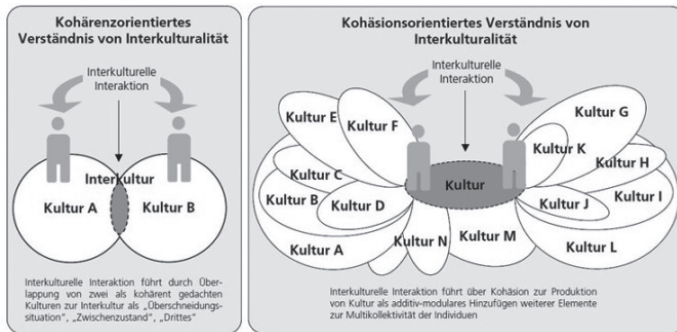 Kohärenzorientiertes
Verständnis von Interkulturalität
Interkulturelle
Interaktion
Interkultur
Kultur A
Kultur B
Interkulturelle Interaktion führt durch Über-
lappung von zwei als kohärent gedachten
Kulturen zur Interkultur als „Überschneidungs-
situation“, „Zwischenzustand“, „Drittes“
Kohäsionsorientiertes Verständnis von
Interkulturalität
Interkulturelle
Interaktion
Kultur E
Kultur F
Kultur G
Kultur K
Kultur H
Kultur C
Kultur
Kultur B
Kultur D
Kultur J
Kultur I
Kultur A
Kultur N
Kultur M
Kultur L
Interkulturelle Interaktion führt über Kohäsion zur Produktion
von Kultur als additiv-modulares Hinzufügen weiterer Elemente
zur Multikollektivität der Individuen